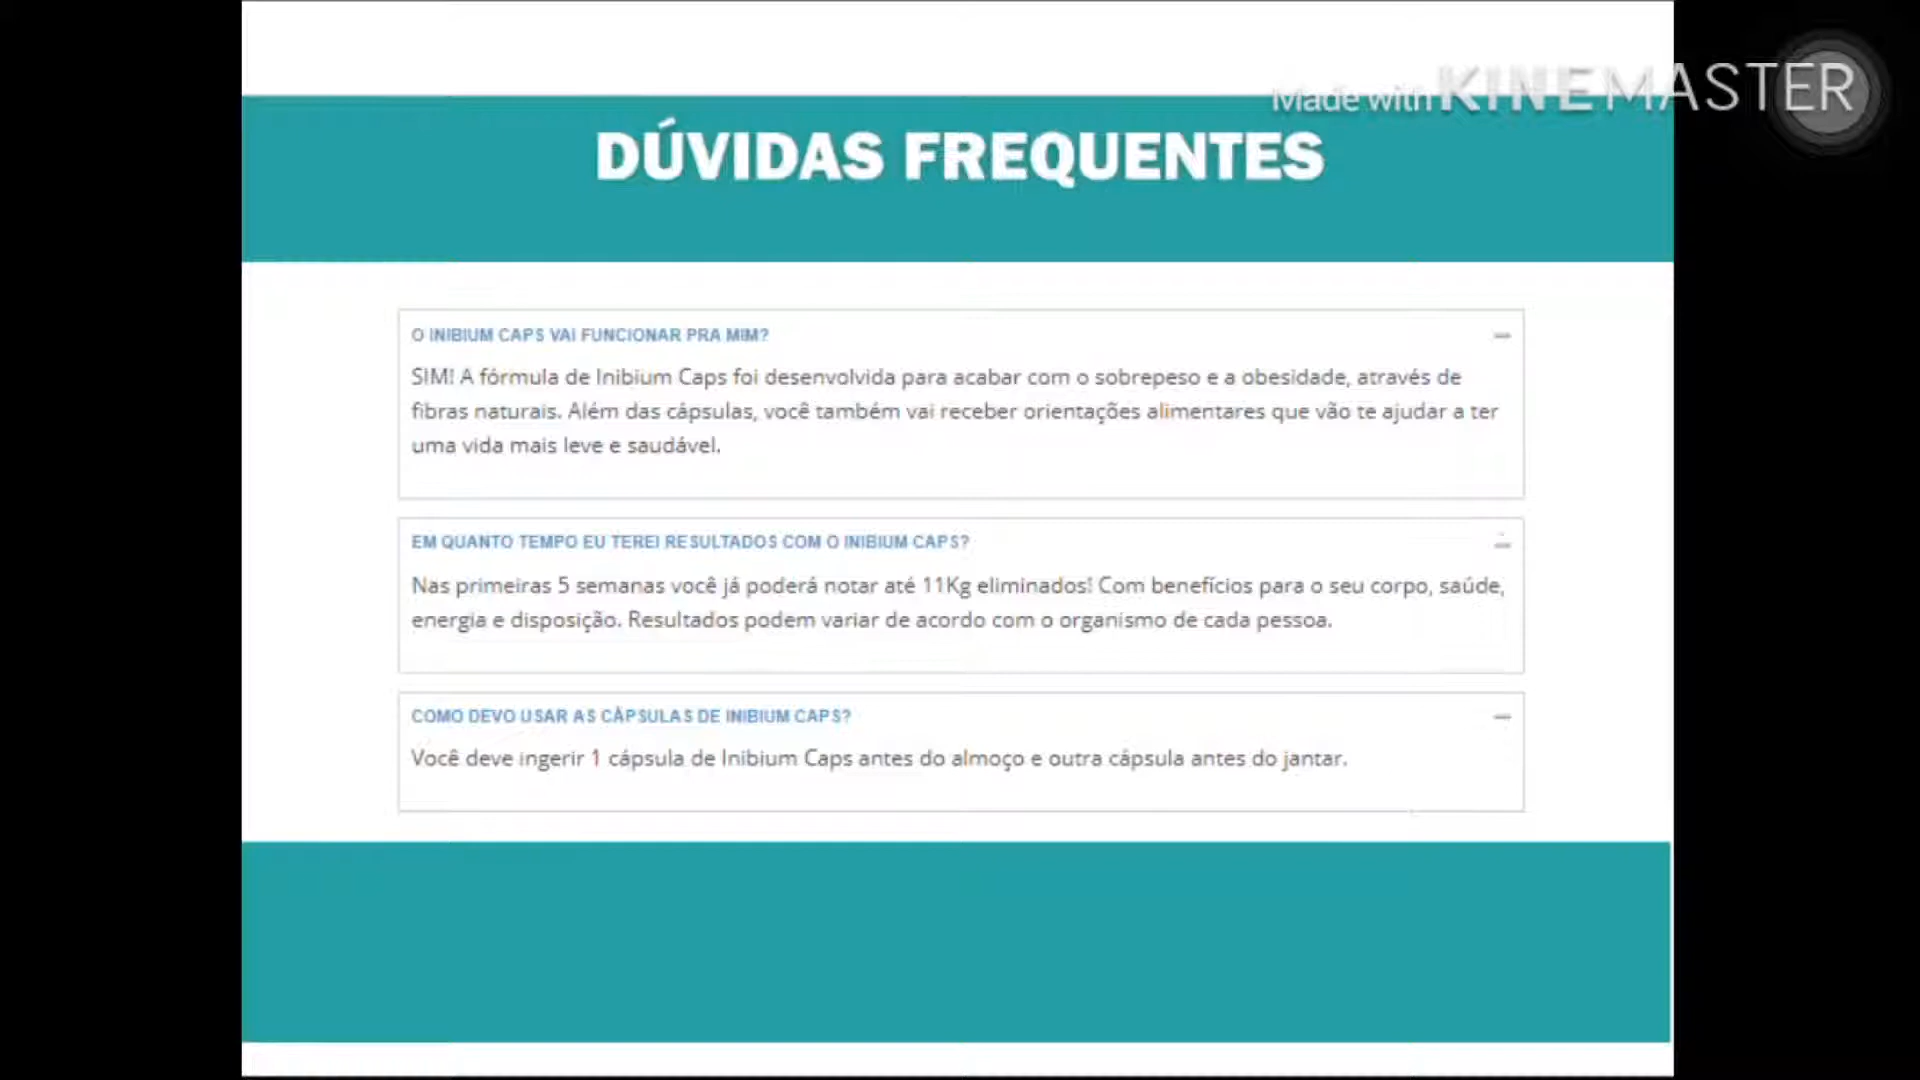 Made with KINEMASTER
DÚVIDAS FREQUENTES
O INIBIUM CAPS VAI FUNCIONAR PRA MIM?
SIM! A fórmula de Inibium Caps foi desenvolvida para acabar com o sobrepeso e a obesidade, através de
fibras naturais. Além das cápsulas, você também vai receber orientações alimentares que vão te ajudar a ter
uma vida mais leve e saudável.
EM QUANTO TEMPO EU TEREI RESULTADOS COM O INIBIUM CAPS?
Nas primeiras 5 semanas você já poderá notar até 11Kg eliminados! Com benefícios para o seu corpo, saúde,
energia e disposição. Resultados podem variar de acordo com o organismo de cada pessoa.
COMO DEVO USAR AS CÁPSULAS DE INIBIUM CAPS?
Você deve ingerir 1 cápsula de Inibium Caps antes do almoço e outra cápsula antes do jantar.